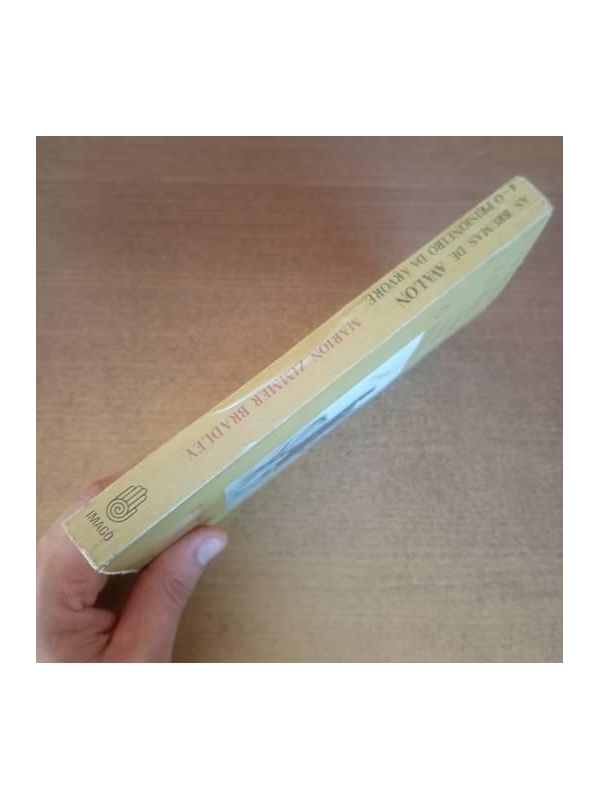 AS BRUMAS DE AVALON
4 - O PRISIONEIRO DA ÁRVORE
MARION ZIMMER BRADLEY
IMAGO